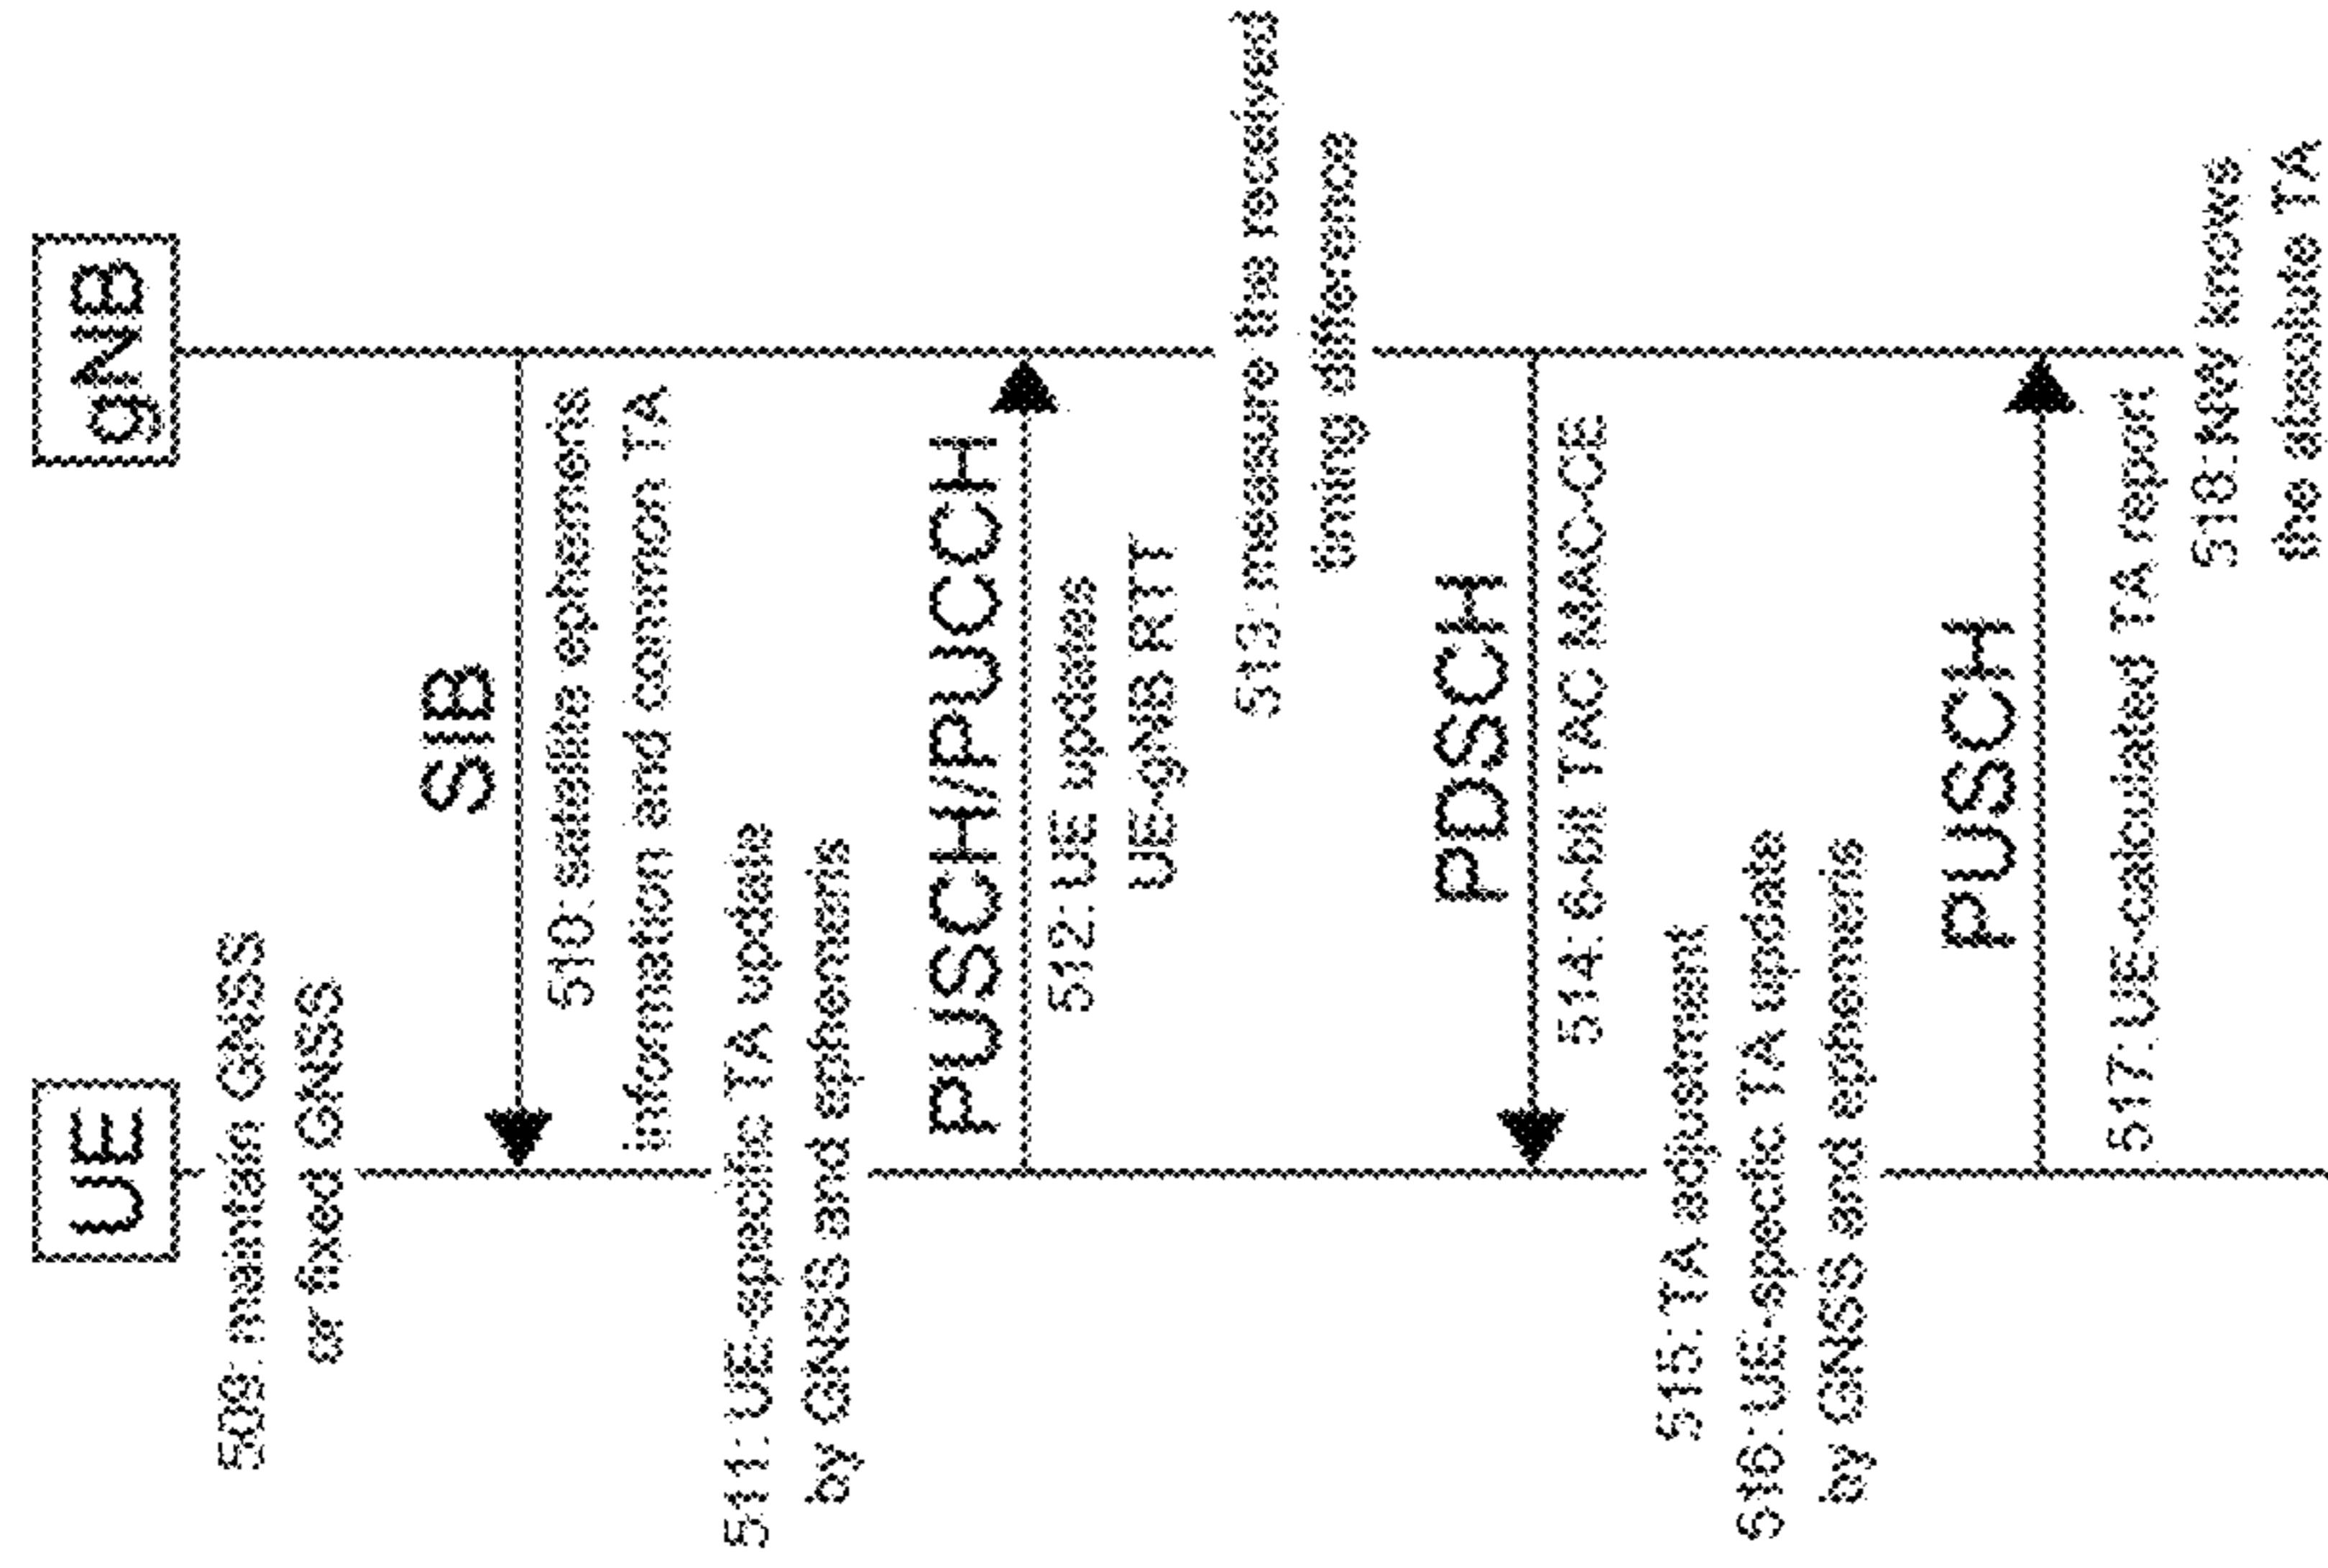 UE
gNB
509: maintain GNSS
or fixed GNSS
SIB
510: satellite ephemeris
information and common TA
511: UE-specific TA update
by GNSS and ephemeris
PUSCH/PUCCH
512: UE updates
UE-gNB RTT
513: measure the received
timing difference
PDSCH
514: 6-bit TAC MAC-CE
515: TA adjustment
516: UE-specific TA update
by GNSS and ephemeris
PUSCH
517: UE-calculated TA report
518: NW knows
the absolute TA